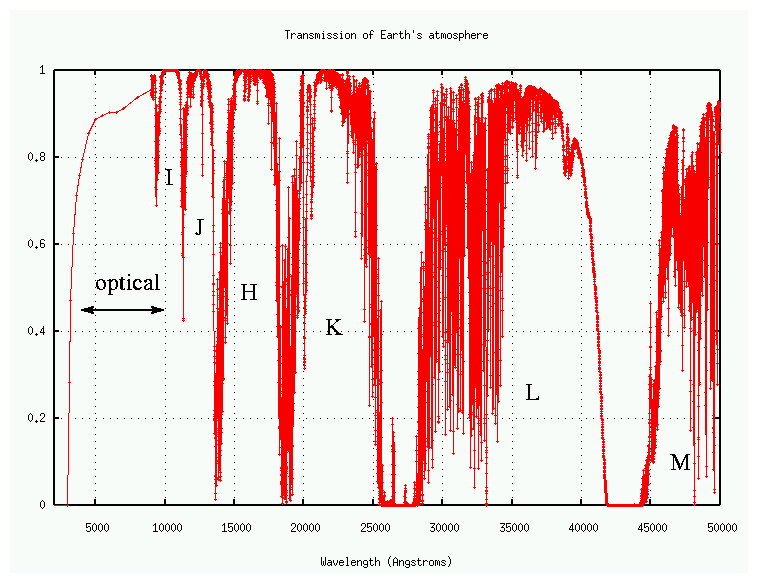 Transmission of Earth's atmosphere
1
0.8
I
J
0.6
optical
H
0.4
K
L
0.2
M
0
5000 10000 15000 20000 25000 30000 35000 40000 45000 50000
Wavelength (Angstroms)